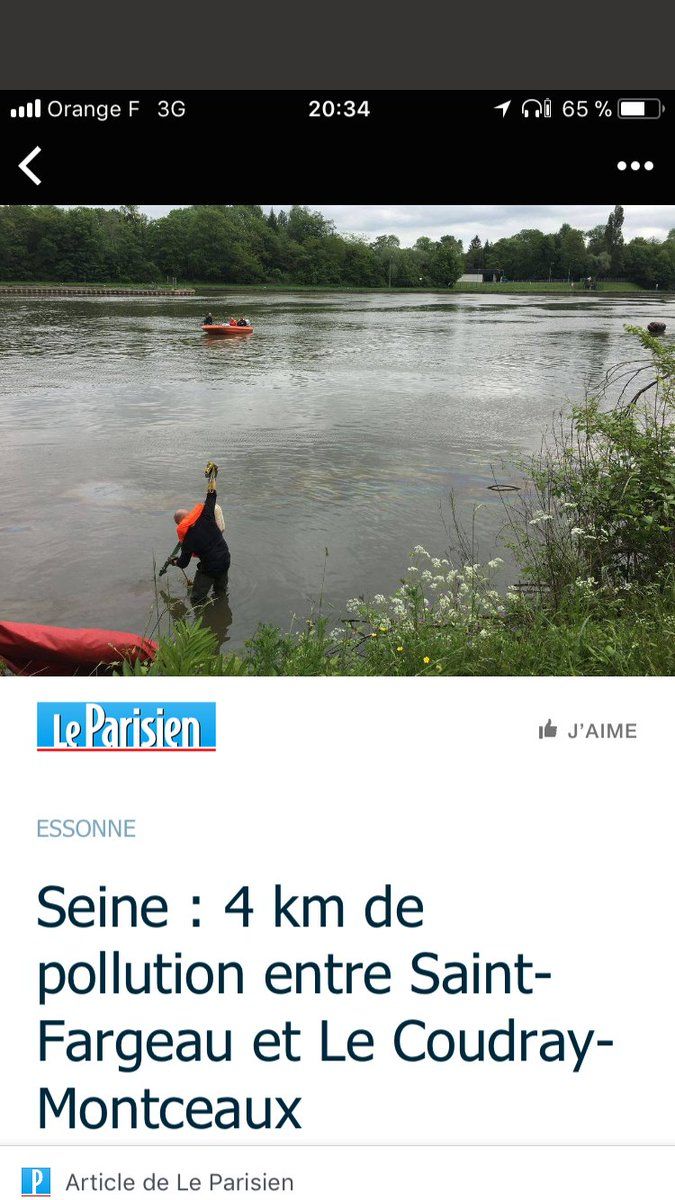 Orange F 3G 20:34 65 %
Le Parisien
J’AIME
ESSONNE
Seine : 4 km de
pollution entre Saint-
Fargeau et Le Coudray-
Montceaux
P Article de Le Parisien